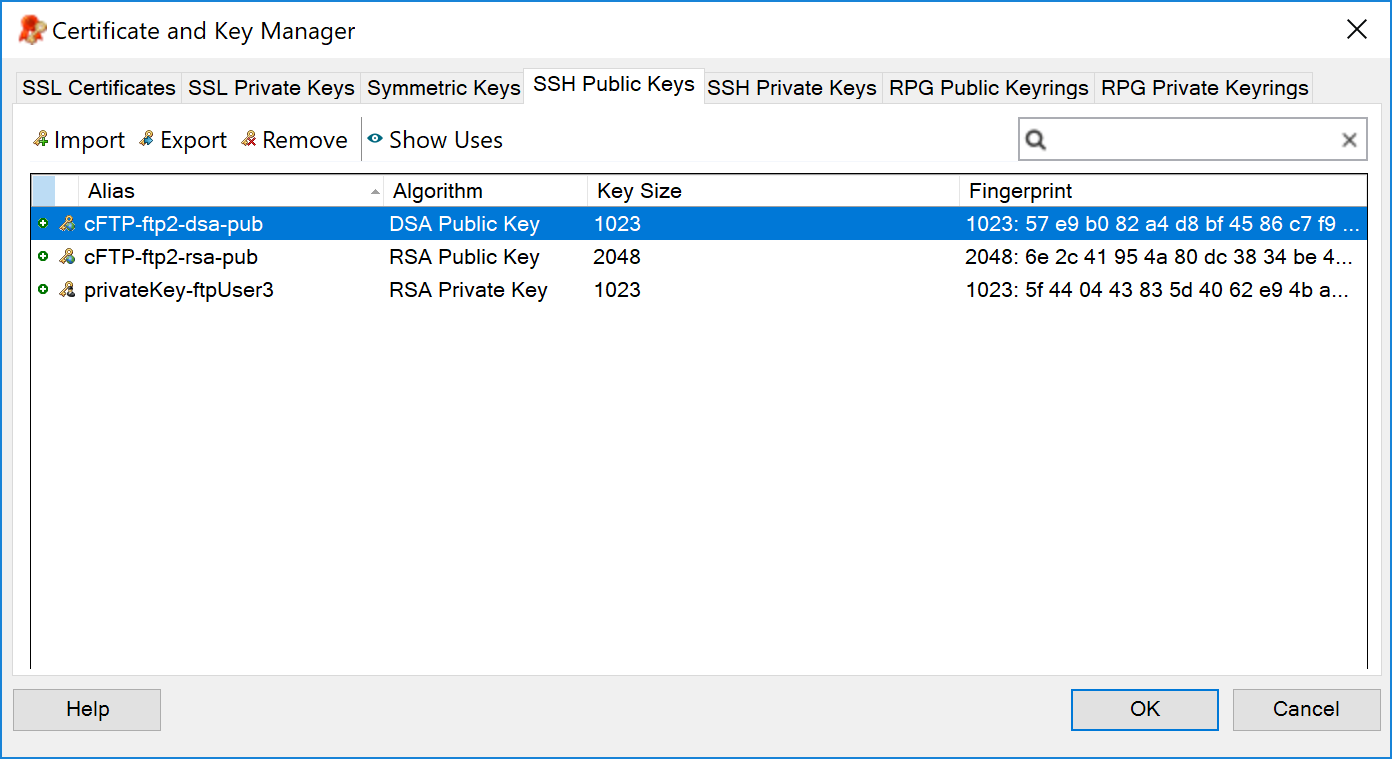 Certificate and Key Manager
SSL Certificates SSL Private Keys Symmetric Keys SSH Public Keys SSH Private Keys RPG Public Keyrings RPG Private Keyrings
Import Export Remove Show Uses
Alias Algorithm Key Size Fingerprint
cFTP-ftp2-dsa-pub DSA Public Key 1023 1023: 57 e9 b0 82 a4 d8 bf 45 86 c7 f9 ...
cFTP-ftp2-rsa-pub RSA Public Key 2048 2048: 6e 2c 41 95 4a 80 dc 38 34 be 4...
privateKey-ftpUser3 RSA Private Key 1023 1023: 5f 44 04 43 83 5d 40 62 e9 4b a...
Help OK Cancel